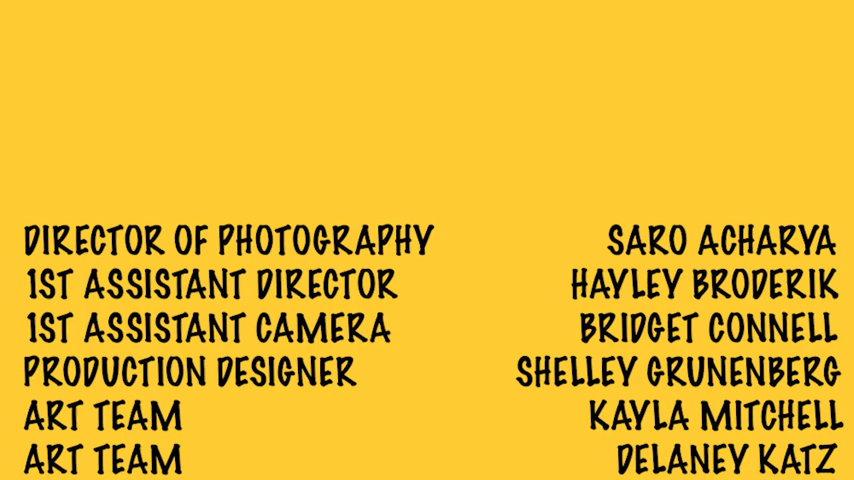 DIRECTOR OF PHOTOGRAPHY SARO ACHARYA
1ST ASSISTANT DIRECTOR HAYLEY BRODERIK
1ST ASSISTANT CAMERA BRIDGET CONNELL
PRODUCTION DESIGNER SHELLEY GRUNENBERG
ART TEAM KAYLA MITCHELL
ART TEAM DELANEY KATZ